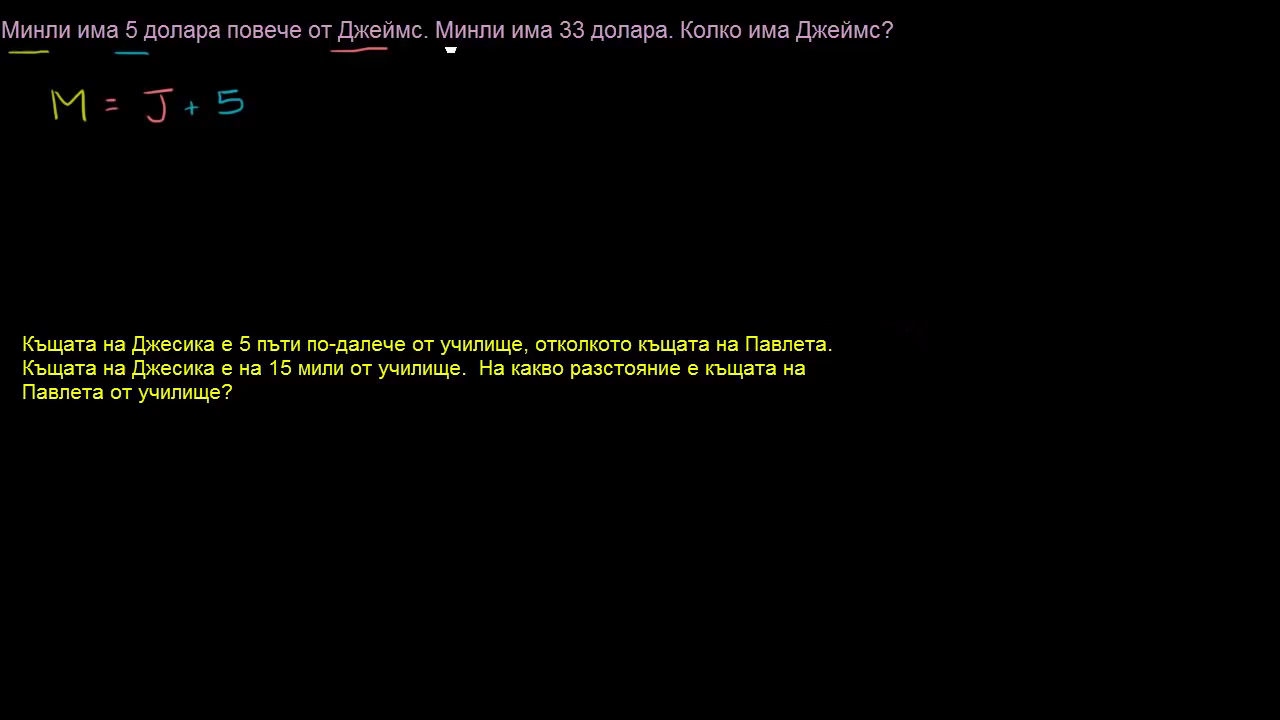 Минли има 5 долара повече от Джеймс. Минли има 33 долара. Колко има Джеймс?
M = J + 5
Къщата на Джесика е 5 пъти по-далече от училище, отколкото къщата на Павлета.
Къщата на Джесика е на 15 мили от училище. На какво разстояние е къщата на
Павлета от училище?